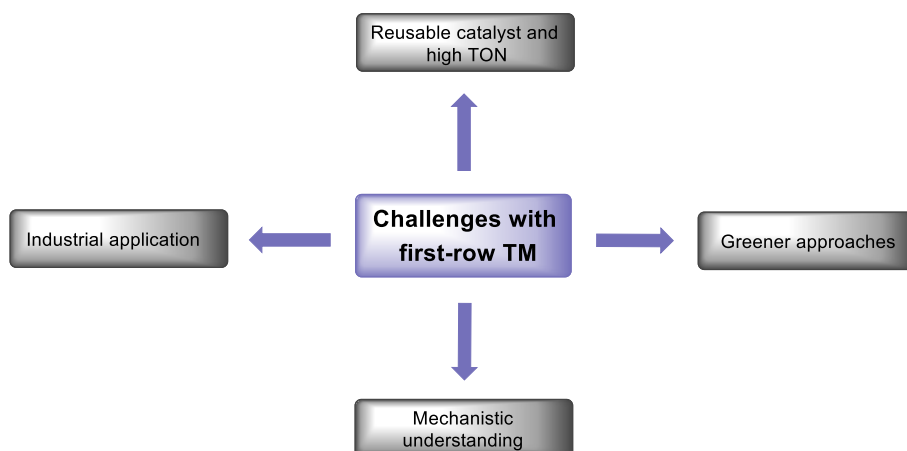 Reusable catalyst and
high TON
Industrial application
Challenges with
first-row TM
Greener approaches
Mechanistic
understanding